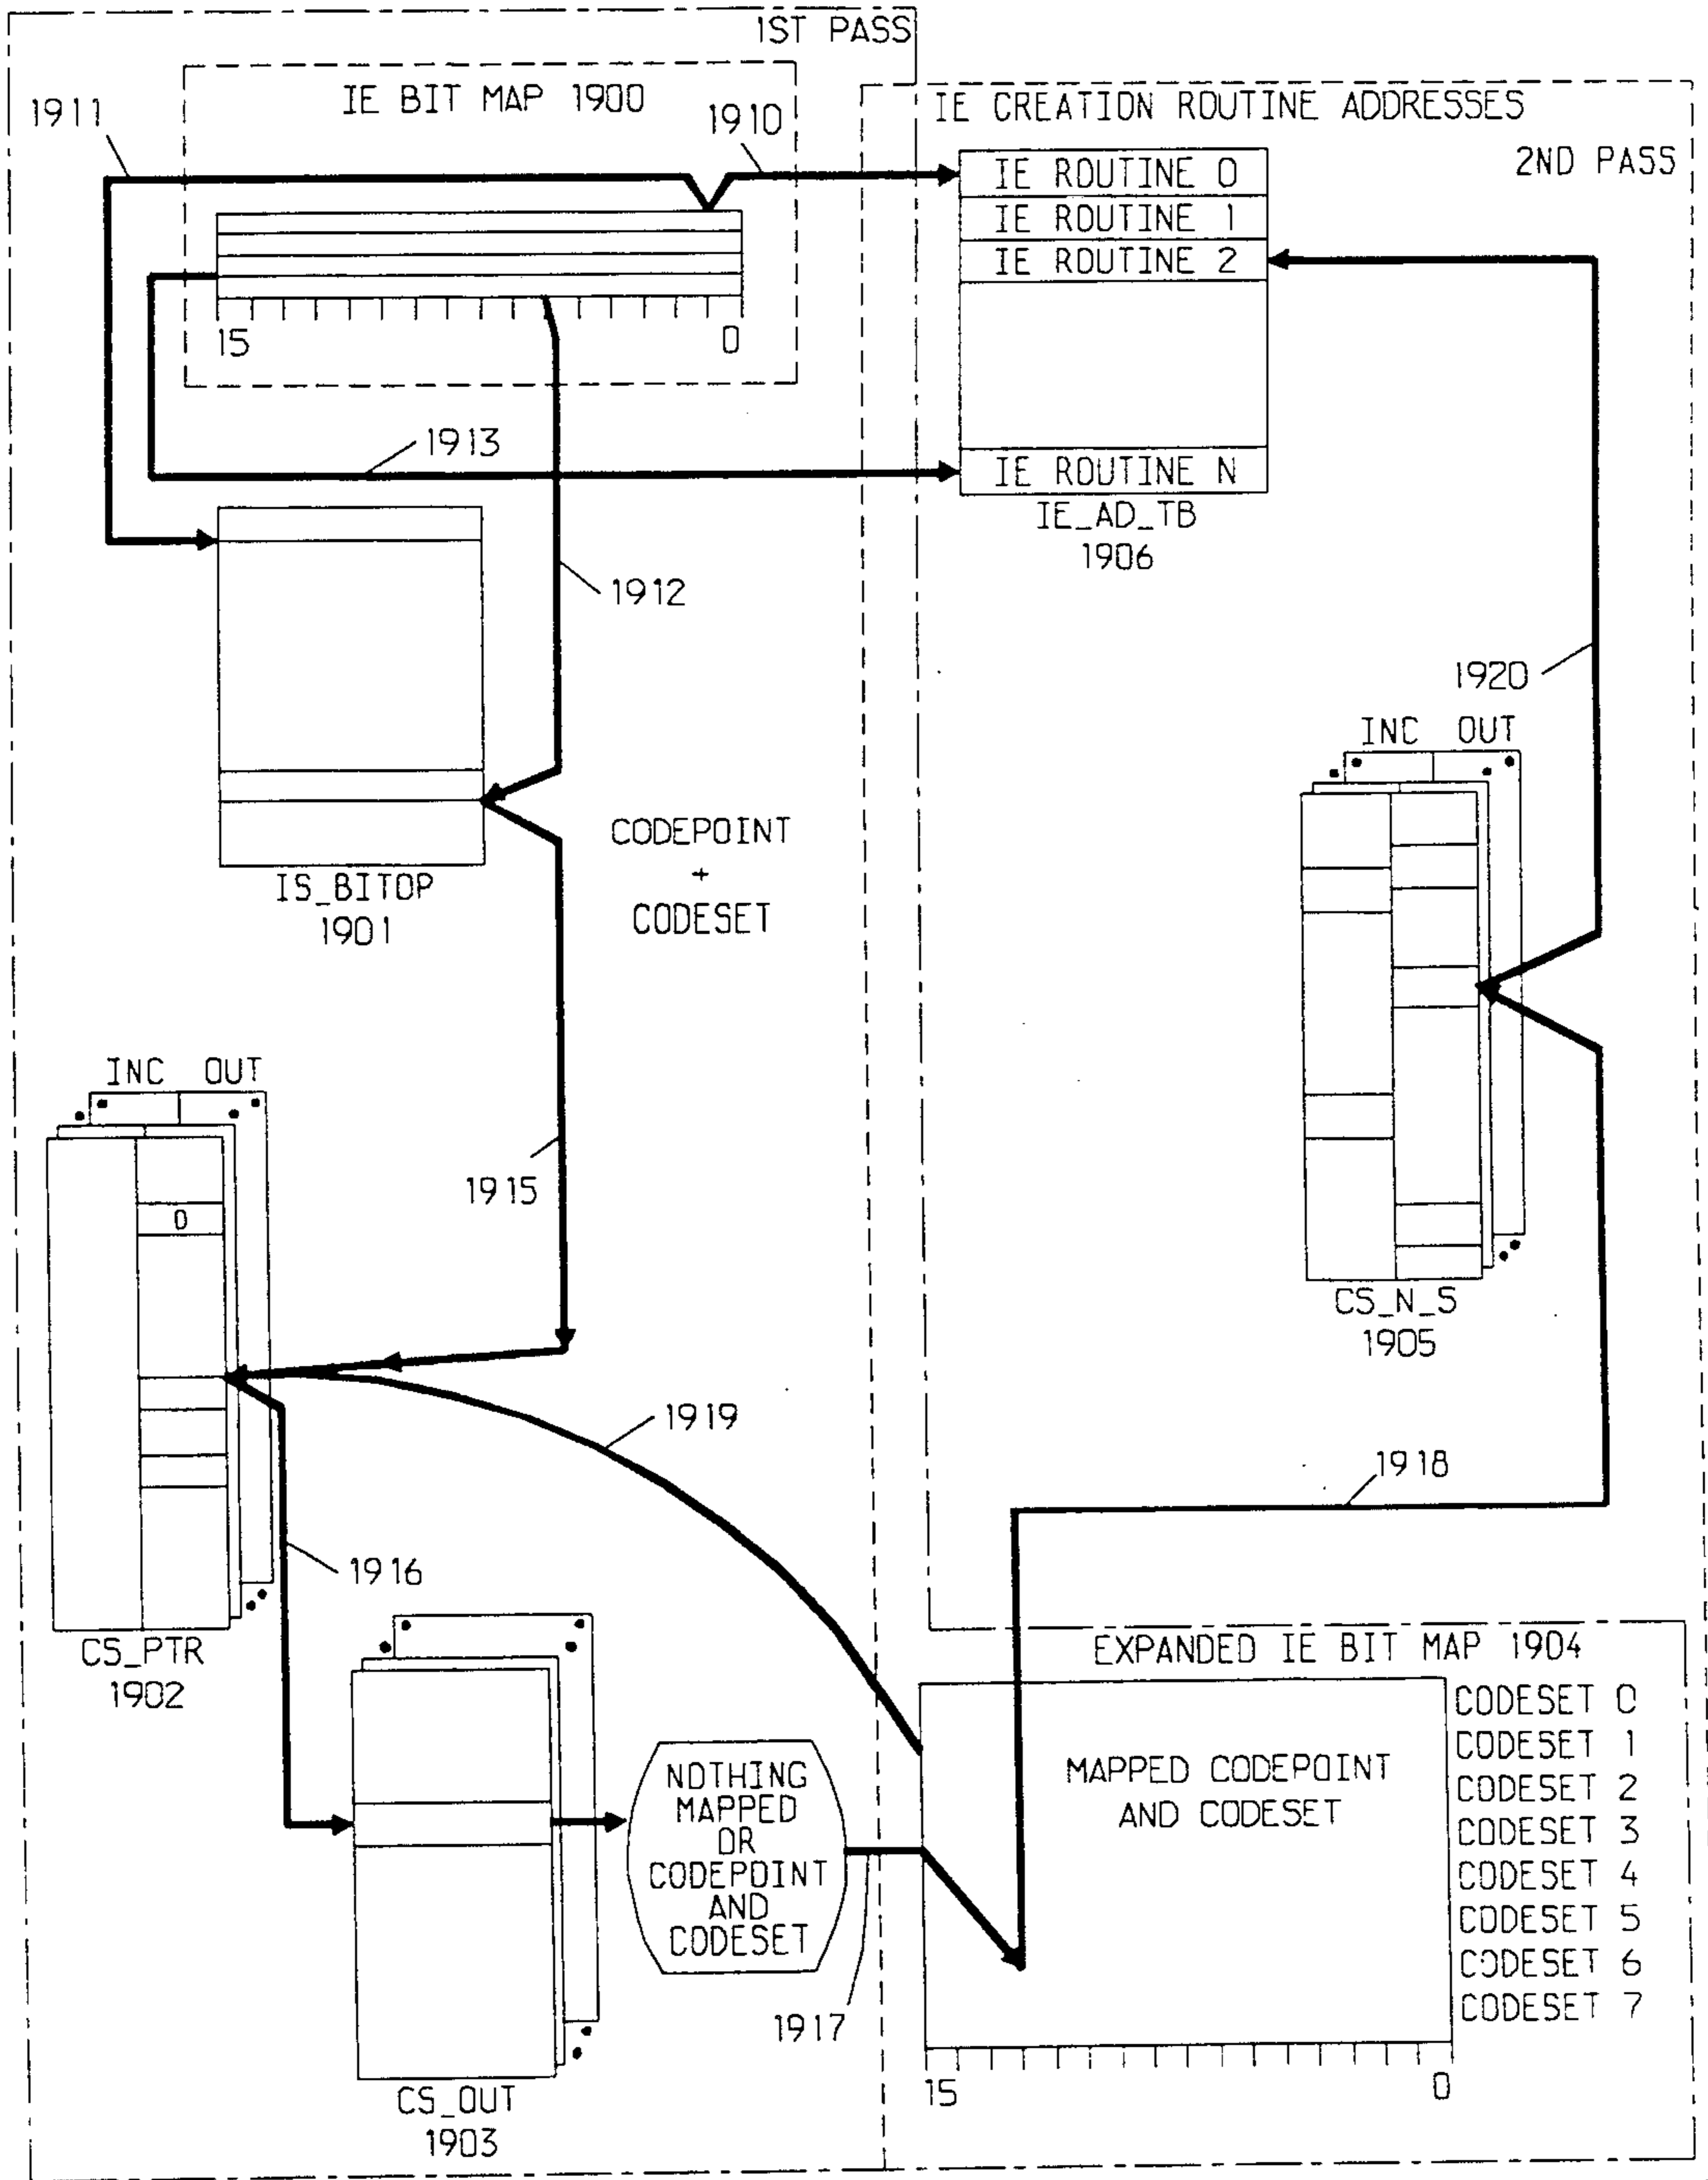 1ST PASS
IE BIT MAP 1900
1911
1910
15
0
1913
IE CREATION ROUTINE ADDRESSES
2ND PASS
IE ROUTINE 0
IE ROUTINE 1
IE ROUTINE 2
IE ROUTINE N
IE_AD_TB
1906
1912
IS_BITOP
1901
CODEPOINT
+
CODESET
1920
INC OUT
CS_N_S
1905
INC OUT
0
1915
CS_PTR
1902
1919
1918
1916
CS_OUT
1903
NOTHING
MAPPED
OR
CODEPOINT
AND
CODESET
1917
EXPANDED IE BIT MAP 1904
MAPPED CODEPOINT
AND CODESET
CODESET 0
CODESET 1
CODESET 2
CODESET 3
CODESET 4
CODESET 5
CODESET 6
CODESET 7
15
0